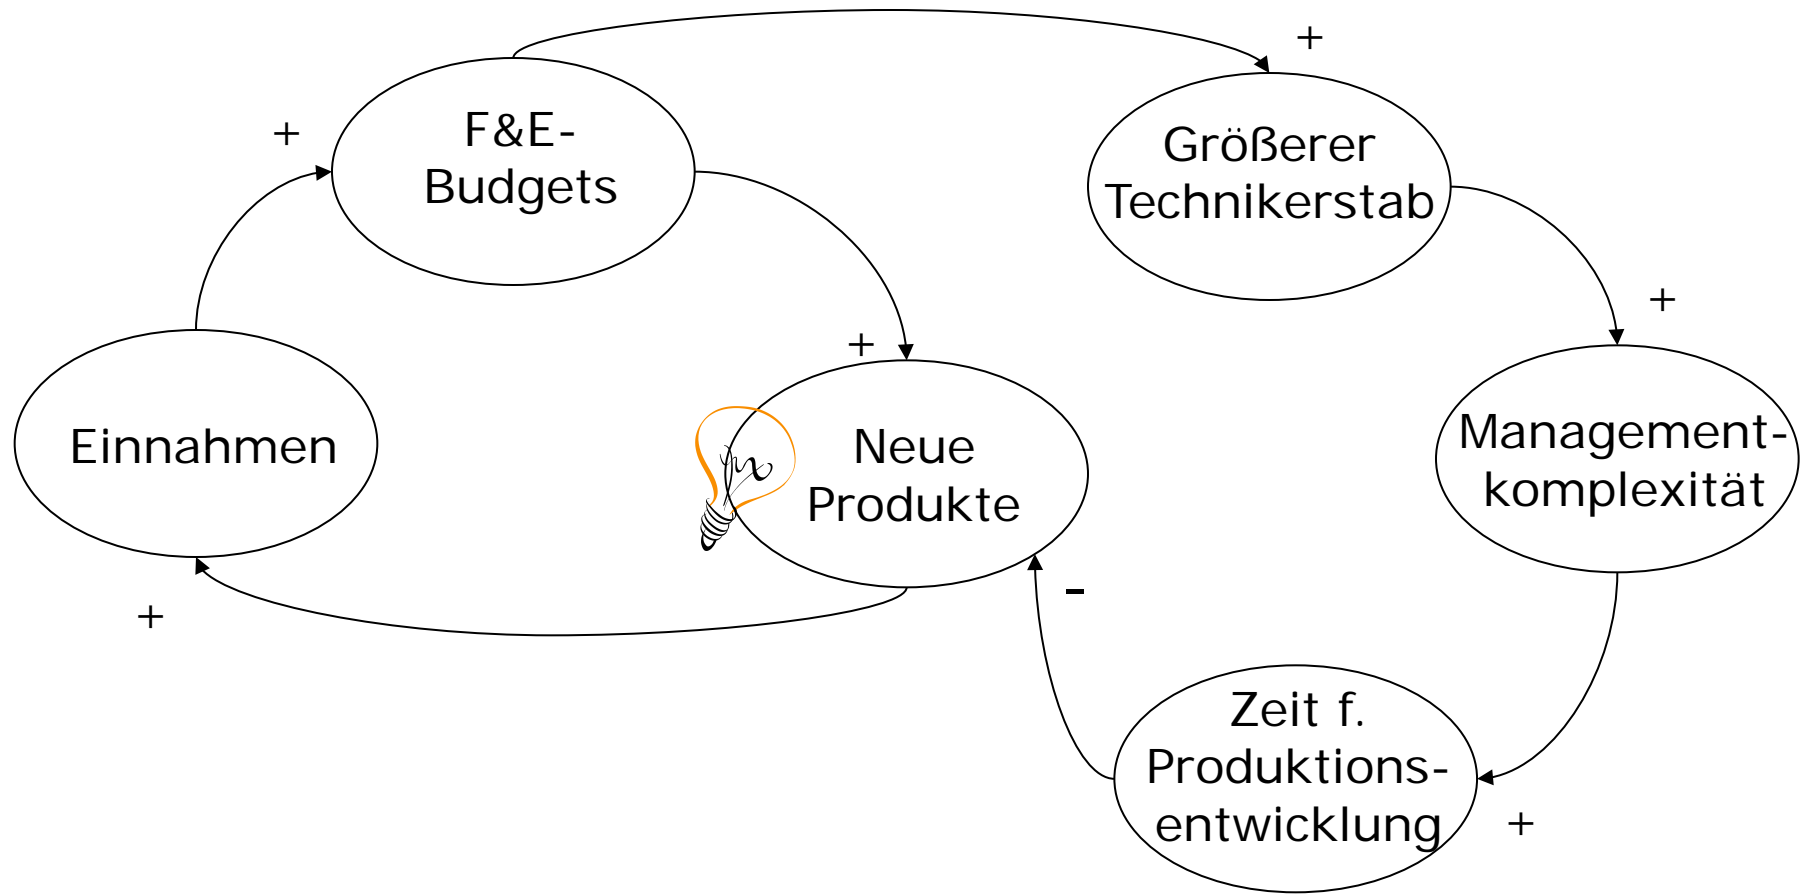 +
F&E-
Budgets
+
Größerer
Technikerstab
+
+
Einnahmen
Neue
Produkte
Management-
komplexität
+
-
Zeit f.
Produktions-
entwicklung
+